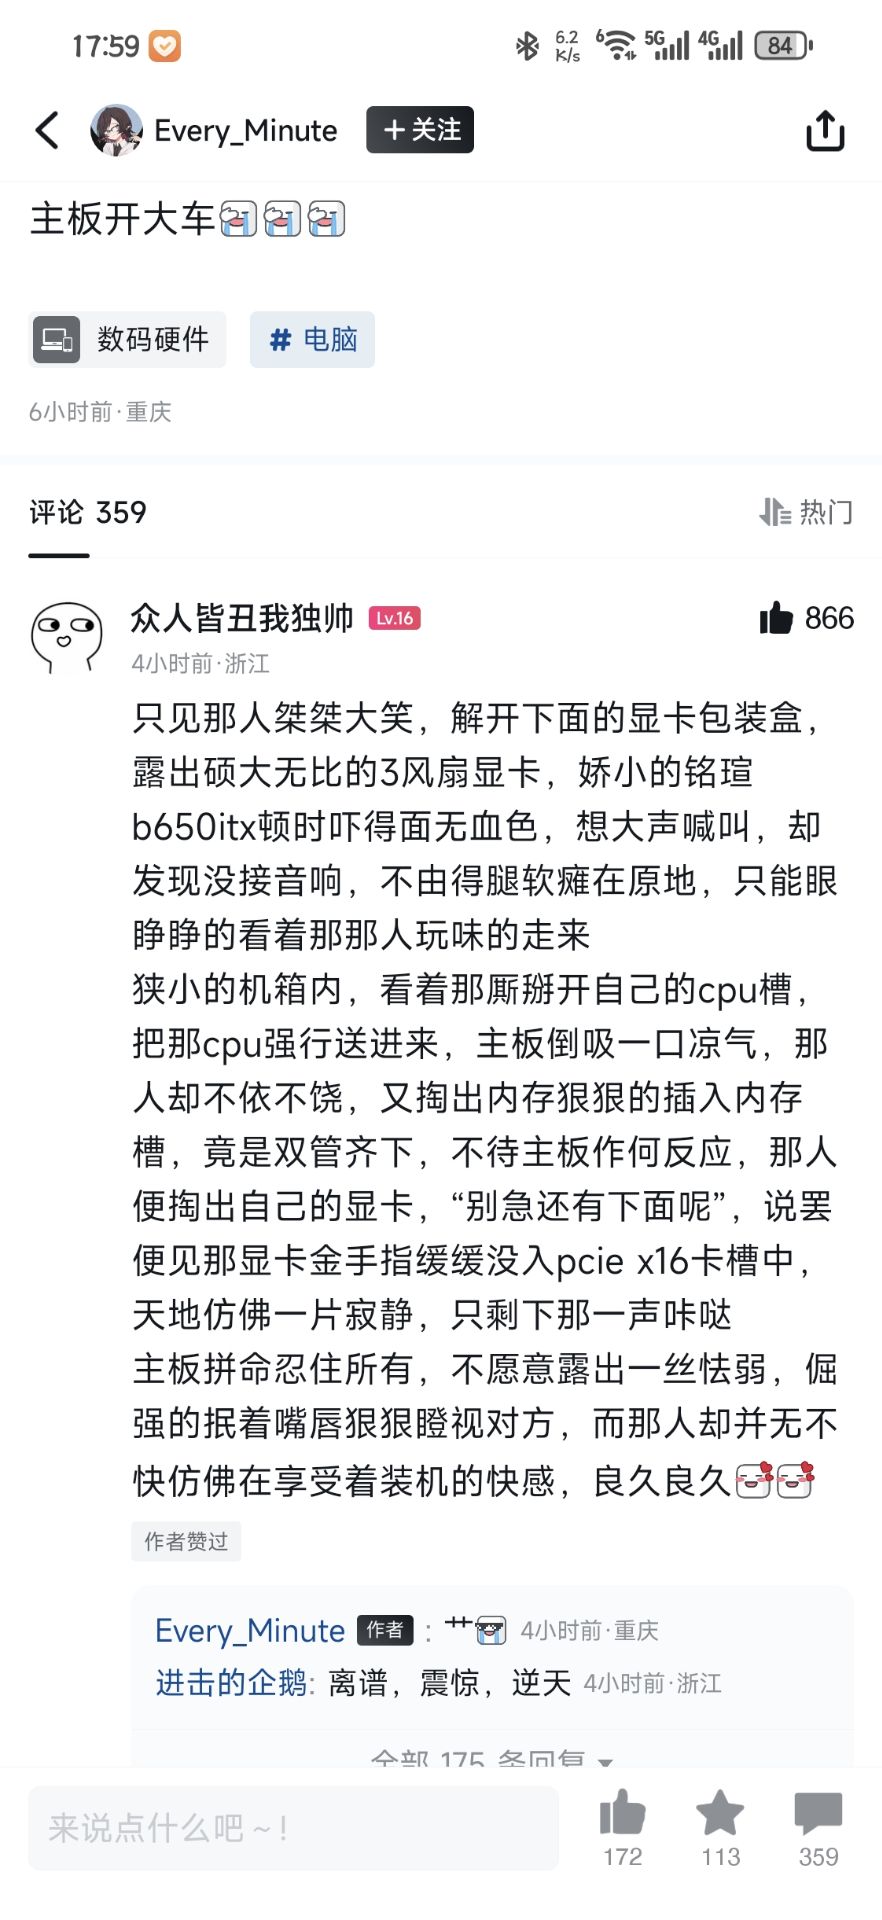 17:59
6.2 K/s
6
5G
4G
84
Every_Minute
+关注
主板开大车
数码硬件
# 电脑
6小时前·重庆
评论 359
热门
众人皆丑我独帅 Lv.16
866
4小时前·浙江
只见那人桀桀大笑，解开下面的显卡包装盒，
露出硕大无比的3风扇显卡，娇小的铭瑄
b650itx顿时吓得面无血色，想大声喊叫，却
发现没接音响，不由得腿软瘫在原地，只能眼
睁睁的看着那那人玩味的走来
狭小的机箱内，看着那厮掰开自己的cpu槽，
把那cpu强行送进来，主板倒吸一口凉气，那
人却不依不饶，又掏出内存狠狠的插入内存
槽，竟是双管齐下，不待主板作何反应，那人
便掏出自己的显卡，“别急还有下面呢”，说罢
便见那显卡金手指缓缓没入pcie x16卡槽中，
天地仿佛一片寂静，只剩下那一声咔哒
主板拼命忍住所有，不愿意露出一丝怯弱，倔
强的抿着嘴唇狠狠瞪视对方，而那人却并无不
快仿佛在享受着装机的快感，良久良久
作者赞过
Every_Minute 作者 : 艹 4小时前·重庆
进击的企鹅: 离谱，震惊，逆天 4小时前·浙江
全部 175 条回复
来说点什么吧～!
172
113
359